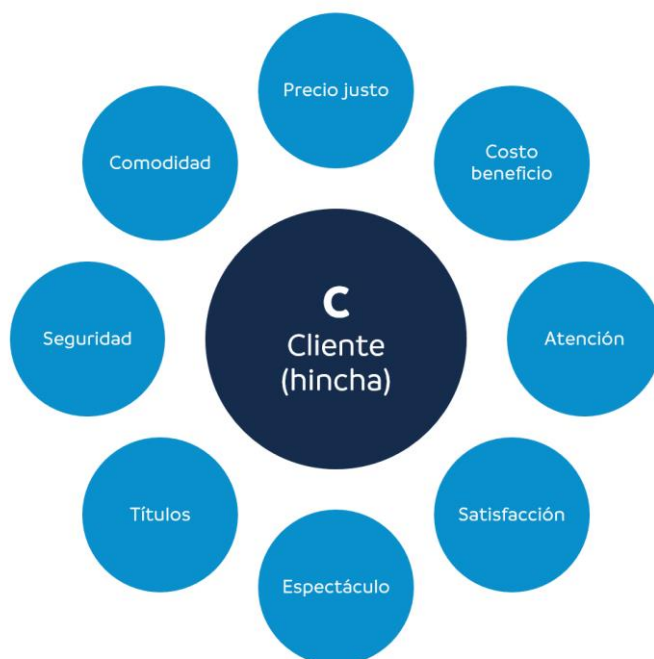 Precio justo
Costo
beneficio
Atención
Satisfacción
Espectáculo
Títulos
Seguridad
Comodidad
C
Cliente
(hincha)